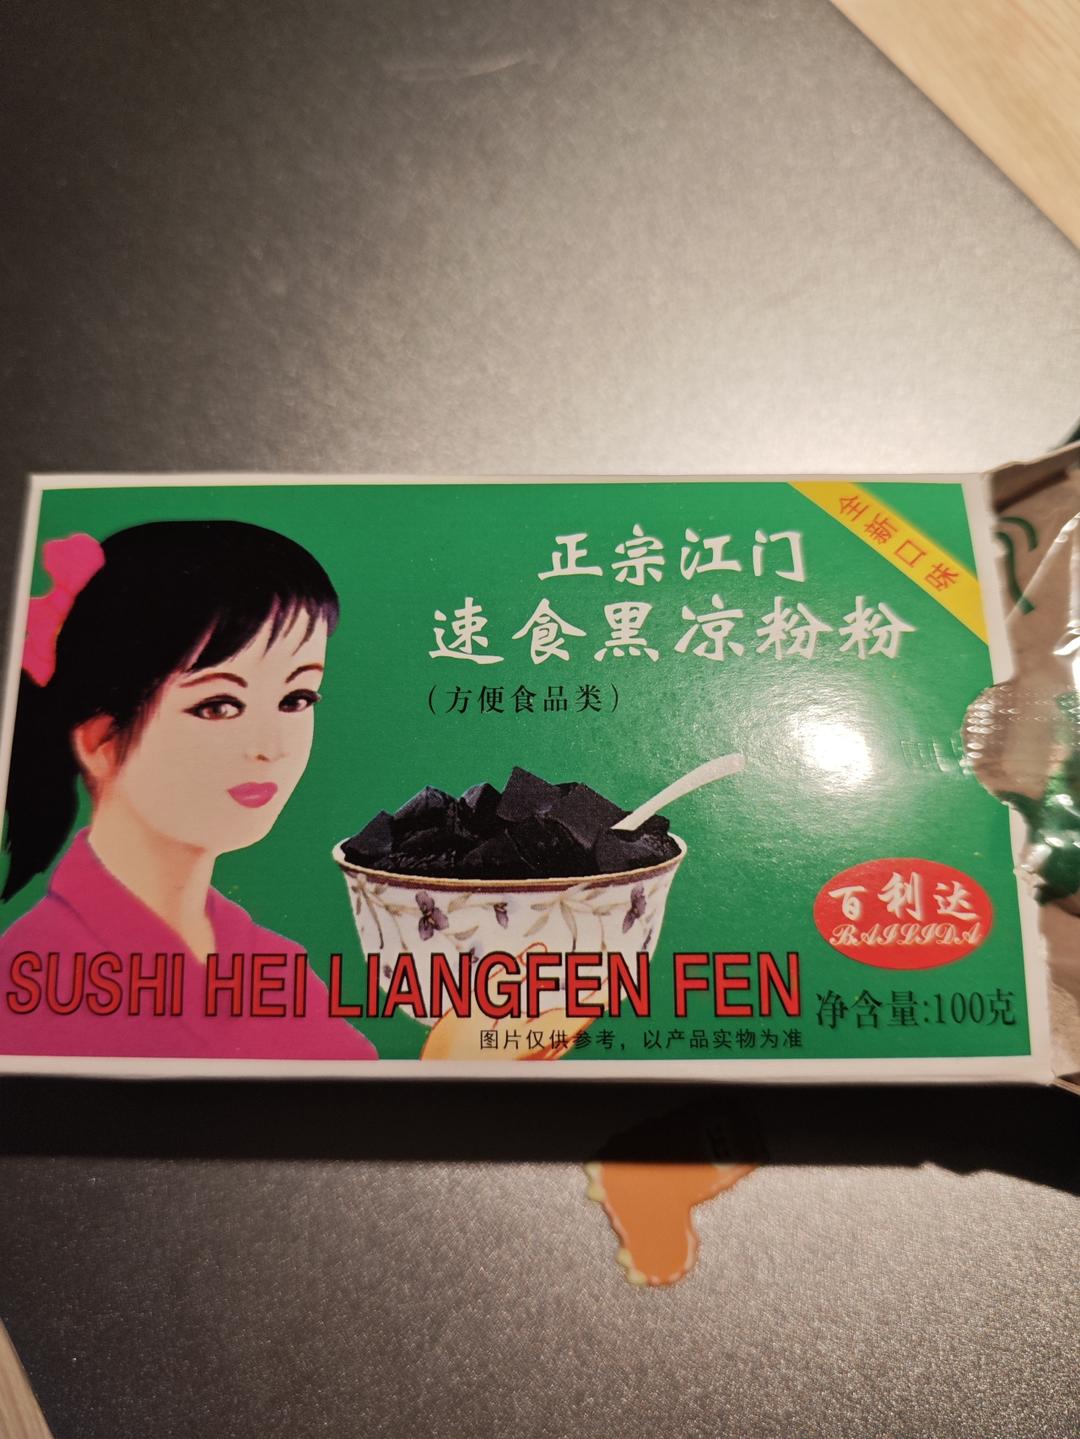 全新口味
正宗江门
速食黑凉粉粉
(方便食品类)
百利达
BAILIDA
SUSHI HEI LIANGFEN FEN
净含量:100克
图片仅供参考，以产品实物为准